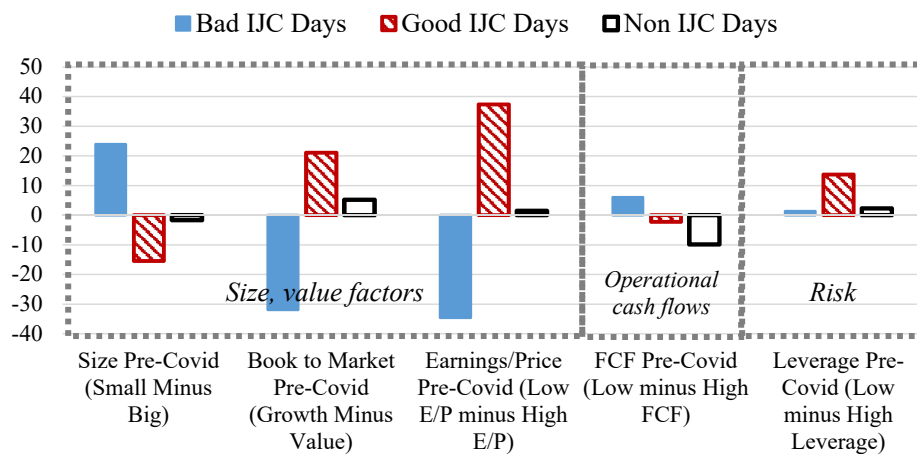 Bad IJC Days Good IJC Days Non IJC Days
50
40
30
20
10
0
-10
-20
-30
-40
Size, value factors
Operational
cash flows
Risk
Size Pre-Covid
(Small Minus
Big)
Book to Market
Pre-Covid
(Growth Minus
Value)
Earnings/Price
Pre-Covid (Low
E/P minus High
E/P)
FCF Pre-Covid
(Low minus High
FCF)
Leverage Pre-
Covid (Low
minus High
Leverage)